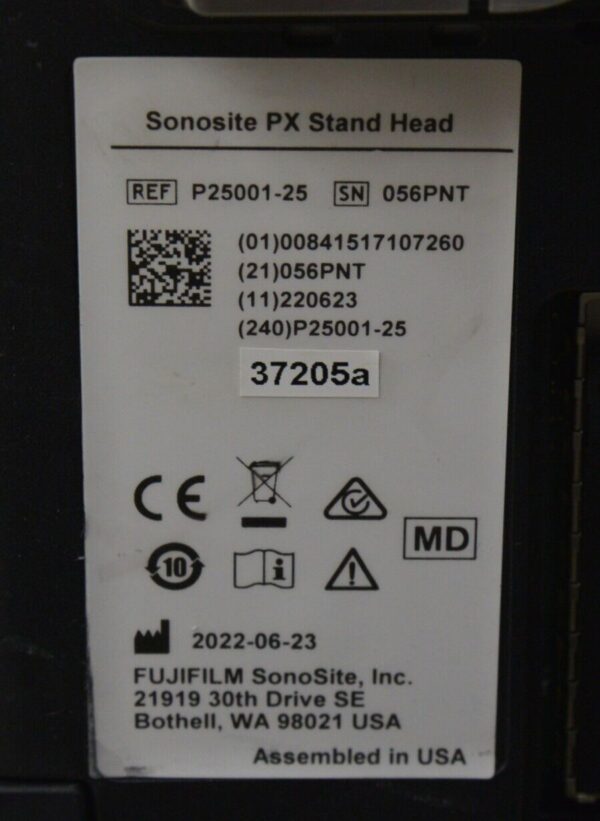 Sonosite PX Stand Head
REF P25001-25 SN 056PNT
(01)00841517107260
(21)056PNT
(11)220623
(240)P25001-25
37205a
CE
MD
10
i
2022-06-23
FUJIFILM SonoSite, Inc.
21919 30th Drive SE
Bothell, WA 98021 USA
Assembled in USA